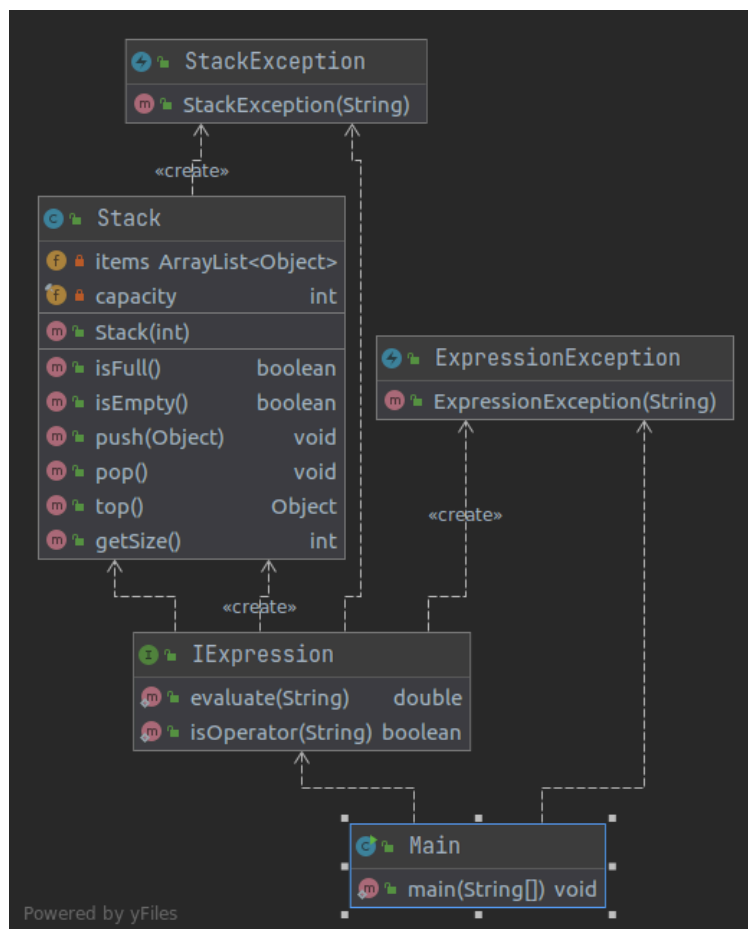 StackException
StackException(String)
«create»
Stack
items ArrayList<Object>
capacity int
Stack(int)
isFull() boolean
isEmpty() boolean
push(Object) void
pop() void
top() Object
getSize() int
ExpressionException
ExpressionException(String)
«create»
«create»
IExpression
evaluate(String) double
isOperator(String) boolean
Main
main(String[]) void
Powered by yFiles